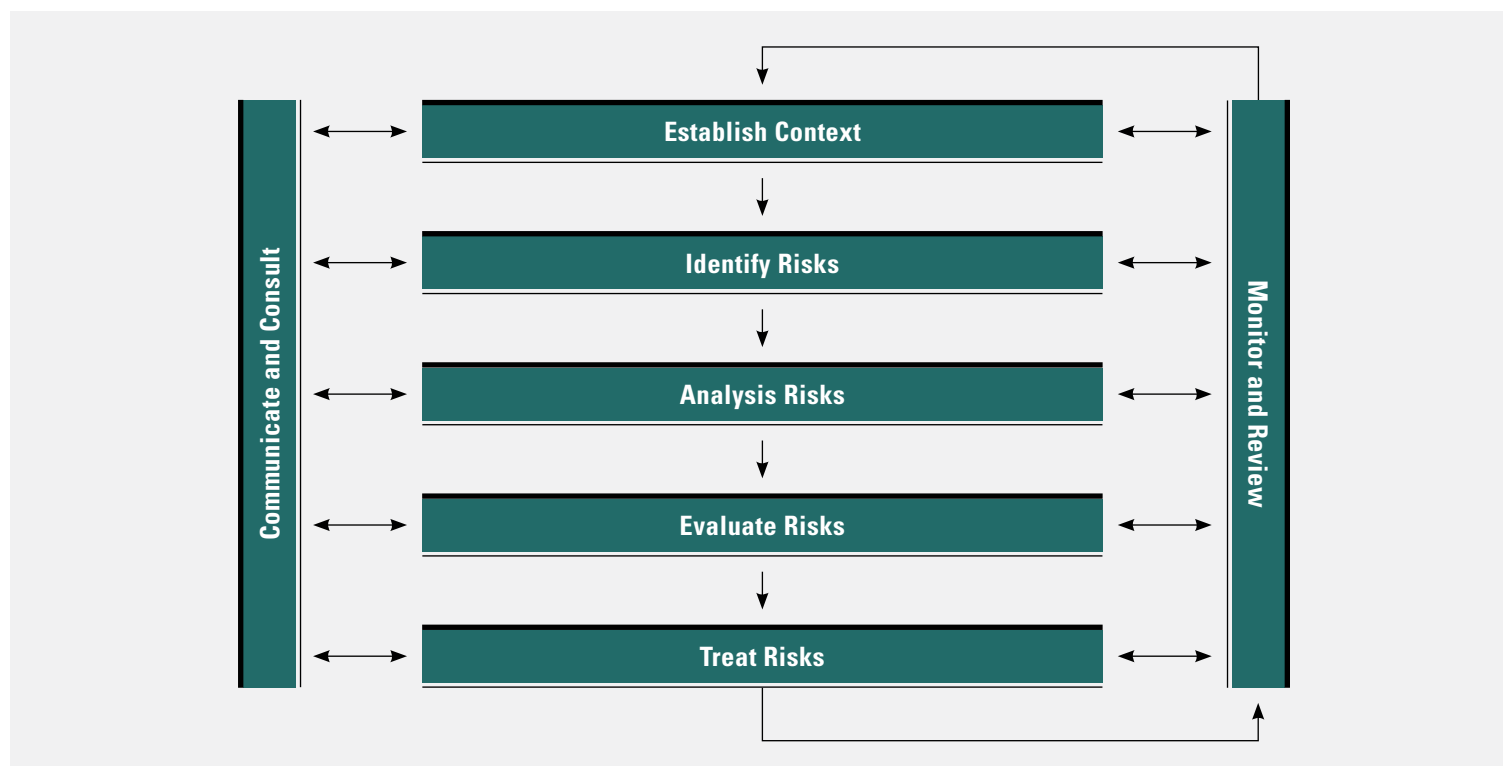 Establish Context
Identify Risks
Analysis Risks
Evaluate Risks
Treat Risks
Communicate and Consult
Monitor and Review